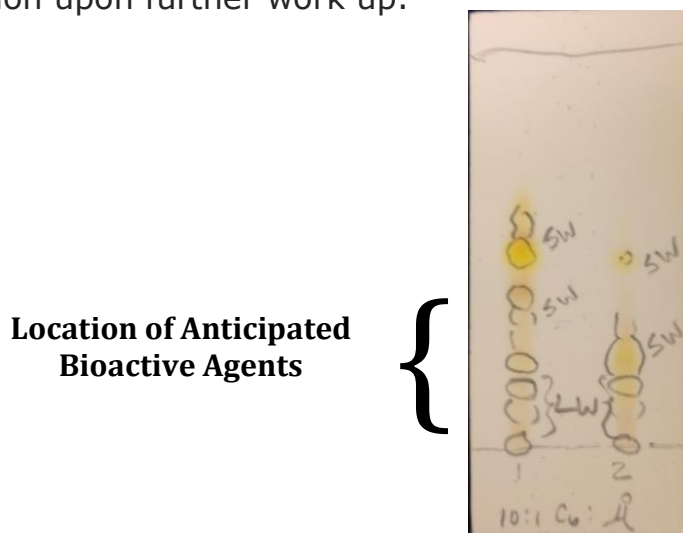 ion upon further work up.
SW
SW
SW
SW
Location of Anticipated
Bioactive Agents
{
LW
1 2
10:1 C6: